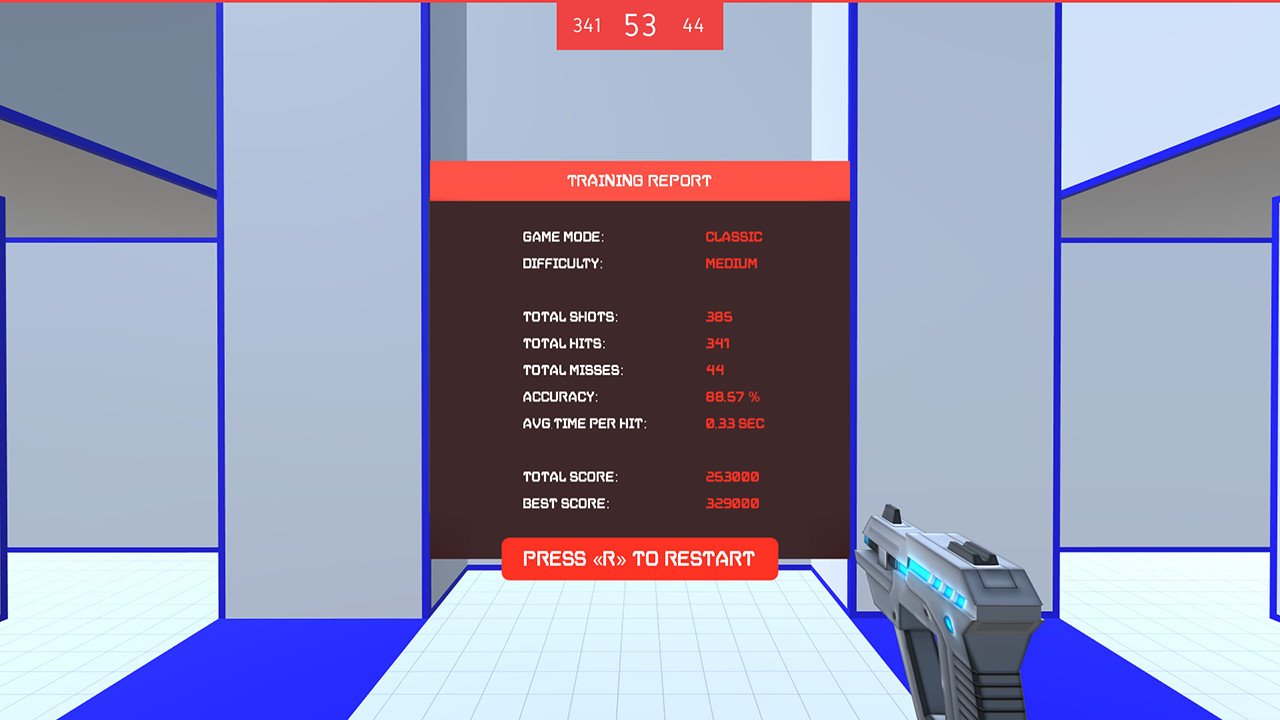 341 53 44
TRAINING REPORT
GAME MODE: CLASSIC
DIFFICULTY: MEDIUM
TOTAL SHOTS: 385
TOTAL HITS: 341
TOTAL MISSES: 44
ACCURACY: 88.57 %
AVG TIME PER HIT: 0.33 SEC
TOTAL SCORE: 253000
BEST SCORE: 329000
PRESS «R» TO RESTART